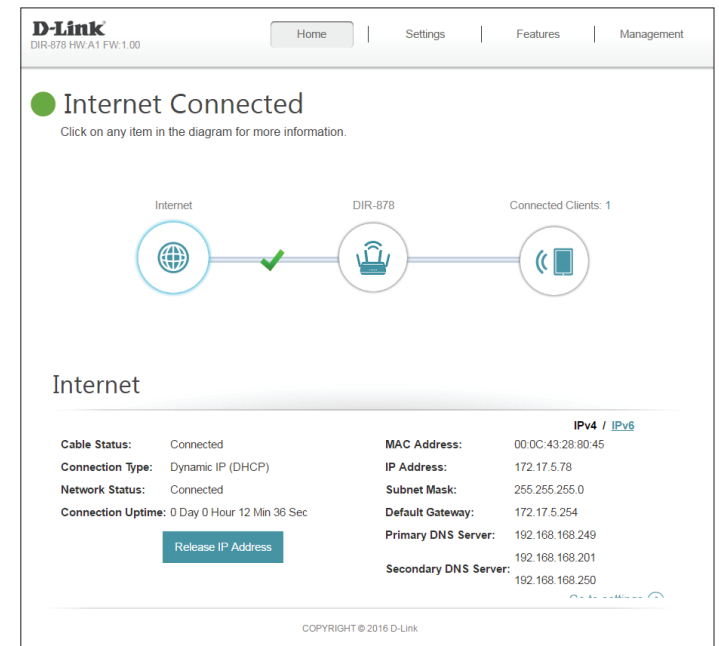 D-Link
DIR-878 HW:A1 FW:1.00
Home
Settings
Features
Management
Internet Connected
Click on any item in the diagram for more information.
Internet
DIR-878
Connected Clients: 1
Internet
IPv4 / IPv6
Cable Status: Connected
Connection Type: Dynamic IP (DHCP)
Network Status: Connected
Connection Uptime: 0 Day 0 Hour 12 Min 36 Sec
Release IP Address
MAC Address: 00:0C:43:28:80:45
IP Address: 172.17.5.78
Subnet Mask: 255.255.255.0
Default Gateway: 172.17.5.254
Primary DNS Server: 192.168.168.249
192.168.168.201
Secondary DNS Server:
192.168.168.250
Go to settings
COPYRIGHT © 2016 D-Link